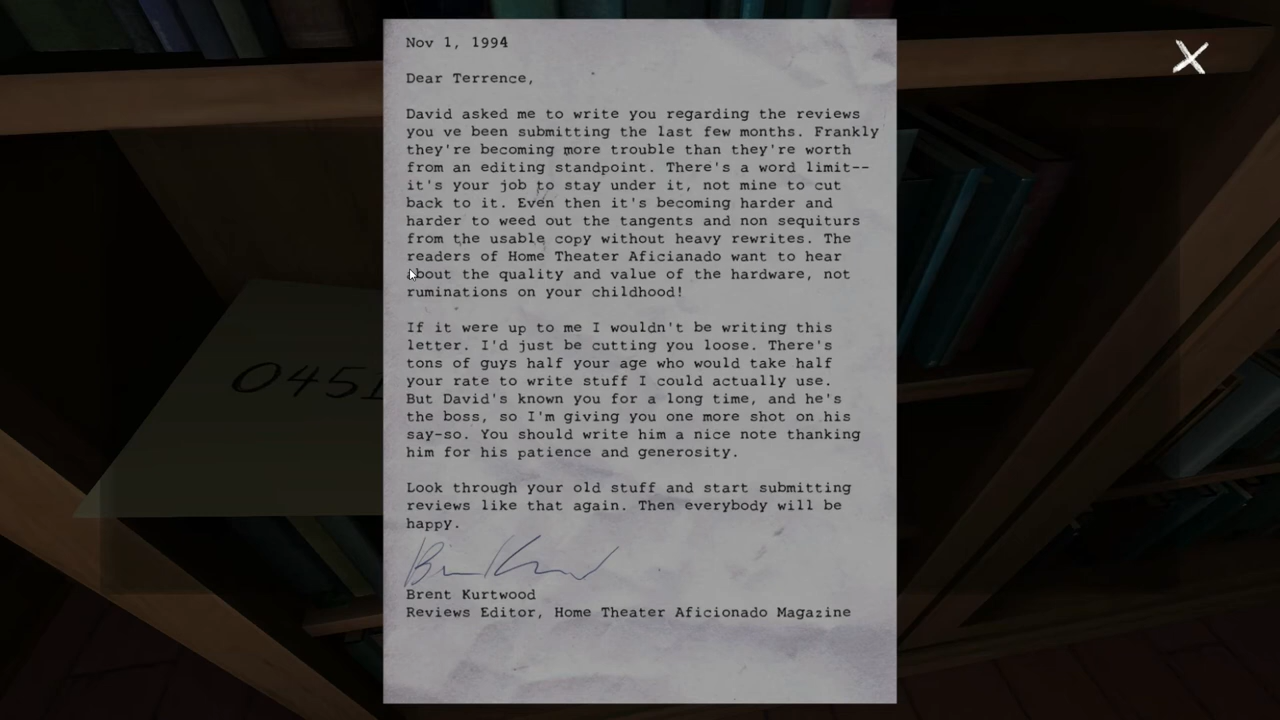 Nov 1, 1994
Dear Terrence,
David asked me to write you regarding the reviews
you ve been submitting the last few months. Frankly
they're becoming more trouble than they're worth
from an editing standpoint. There's a word limit--
it's your job to stay under it, not mine to cut
back to it. Even then it's becoming harder and
harder to weed out the tangents and non sequiturs
from the usable copy without heavy rewrites. The
readers of Home Theater Aficianado want to hear
about the quality and value of the hardware, not
ruminations on your childhood!
If it were up to me I wouldn't be writing this
letter. I'd just be cutting you loose. There's
tons of guys half your age who would take half
your rate to write stuff I could actually use.
But David's known you for a long time, and he's
the boss, so I'm giving you one more shot on his
say-so. You should write him a nice note thanking
him for his patience and generosity.
Look through your old stuff and start submitting
reviews like that again. Then everybody will be
happy.
Brent Kurtwood
Reviews Editor, Home Theater Aficionado Magazine
0451